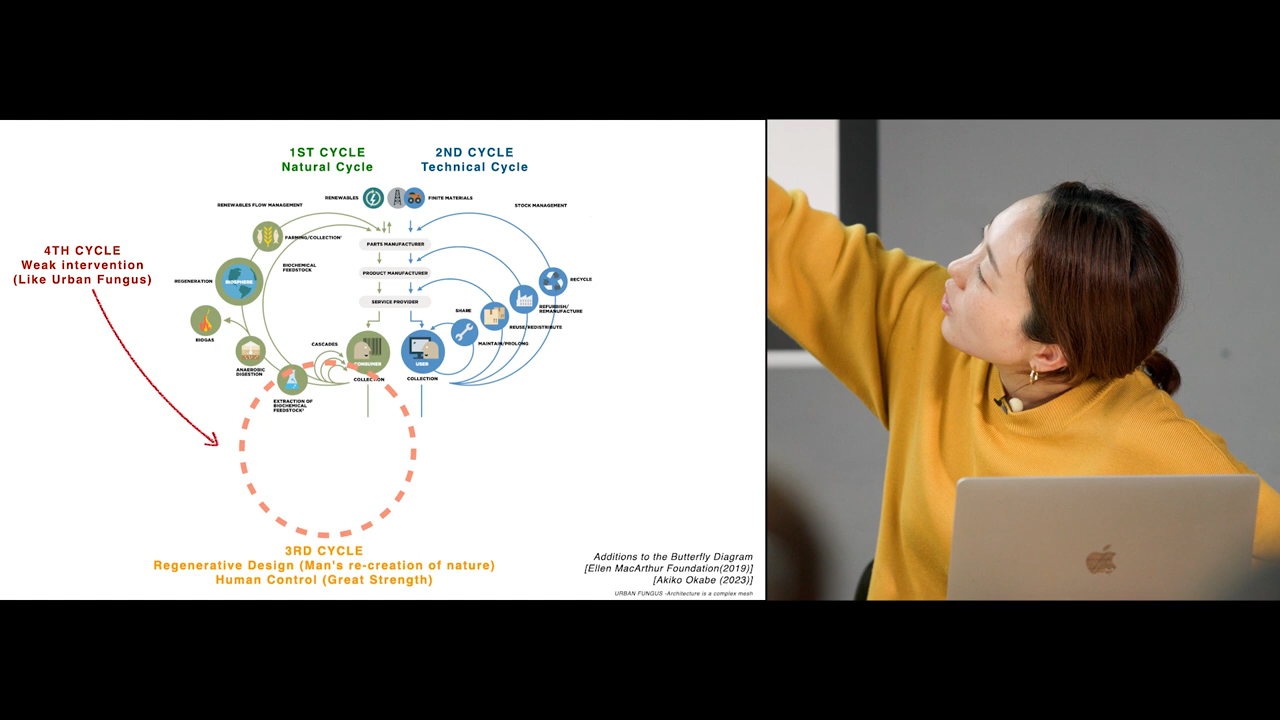 1ST CYCLE
Natural Cycle
2ND CYCLE
Technical Cycle
RENEWABLES FLOW MANAGEMENT
RENEWABLES
FINITE MATERIALS
STOCK MANAGEMENT
FARMING/COLLECTION¹
PARTS MANUFACTURER
4TH CYCLE
Weak intervention
(Like Urban Fungus)
BIOCHEMICAL
FEEDSTOCK
PRODUCT MANUFACTURER
REGENERATION
BIOSPHERE
RECYCLE
SERVICE PROVIDER
SHARE
REFURBISH/
REMANUFACTURE
REUSE/REDISTRIBUTE
BIOGAS
CASCADES
MAINTAIN/PROLONG
CONSUMER
USER
ANAEROBIC
DIGESTION
COLLECTION
COLLECTION
EXTRACTION OF
BIOCHEMICAL
FEEDSTOCK²
3RD CYCLE
Regenerative Design (Man's re-creation of nature)
Human Control (Great Strength)
Additions to the Butterfly Diagram
[Ellen MacArthur Foundation(2019)]
[Akiko Okabe (2023)]
URBAN FUNGUS -Architecture is a complex mesh